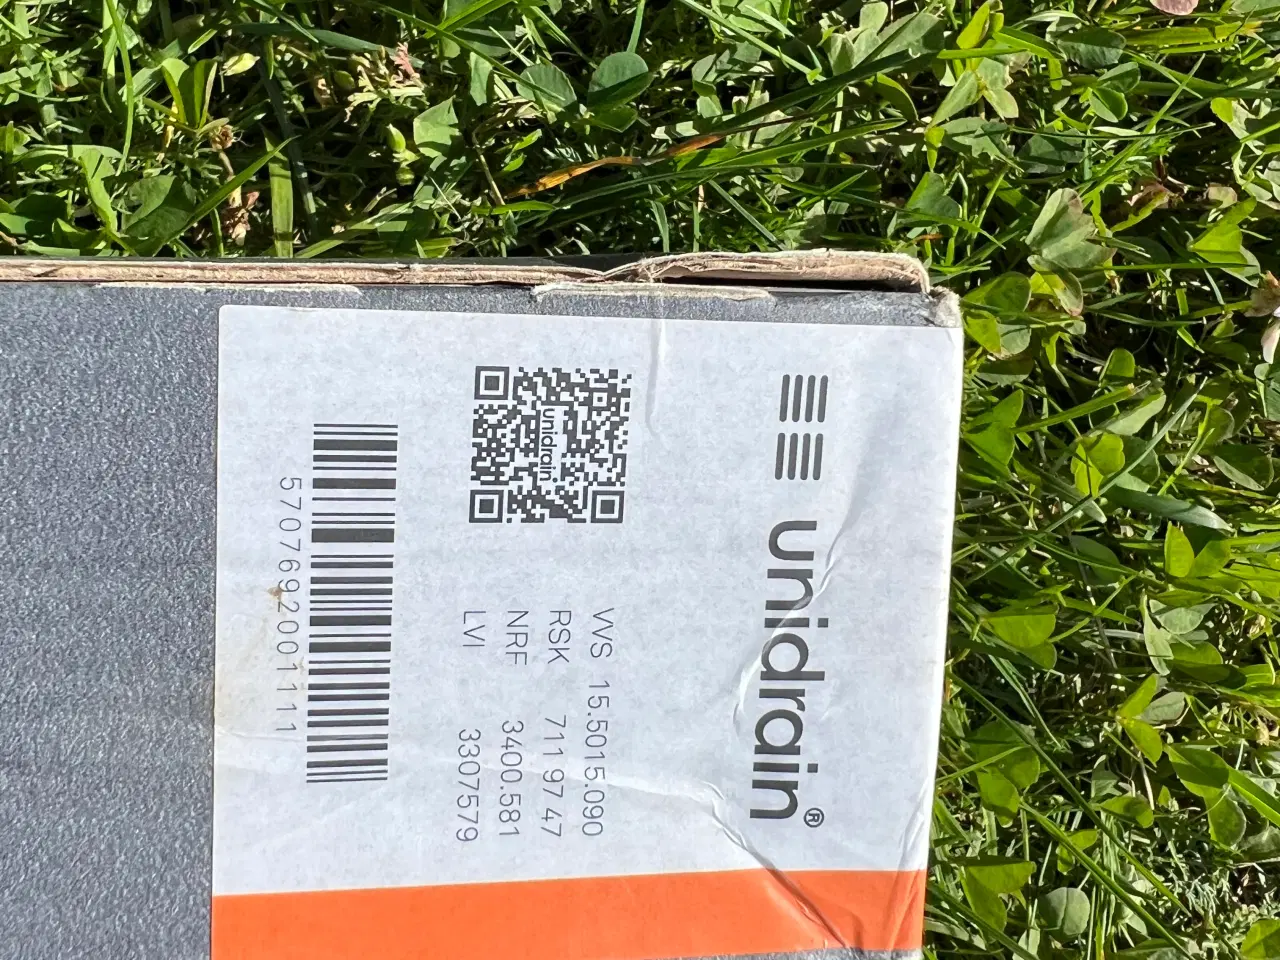 unidrain®
VVS 15.5015.090
RSK 711 97 47
NRF 3400.581
LVI 3307579
unidrain
5707692001111